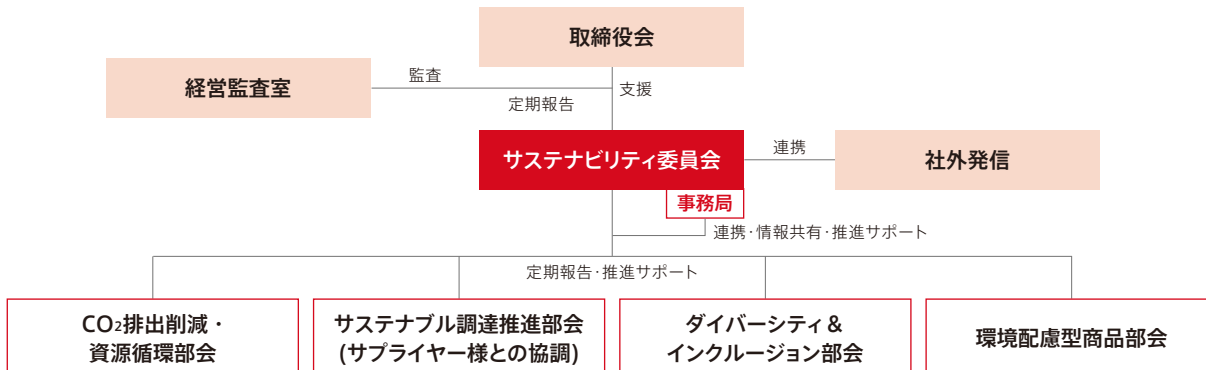 取締役会
経営監査室
監査
定期報告
支援
サステナビリティ委員会
連携
社外発信
事務局
連携・情報共有・推進サポート
定期報告・推進サポート
CO₂排出削減・
資源循環部会
サステナブル調達推進部会
(サプライヤー様との協調)
ダイバーシティ&
インクルージョン部会
環境配慮型商品部会